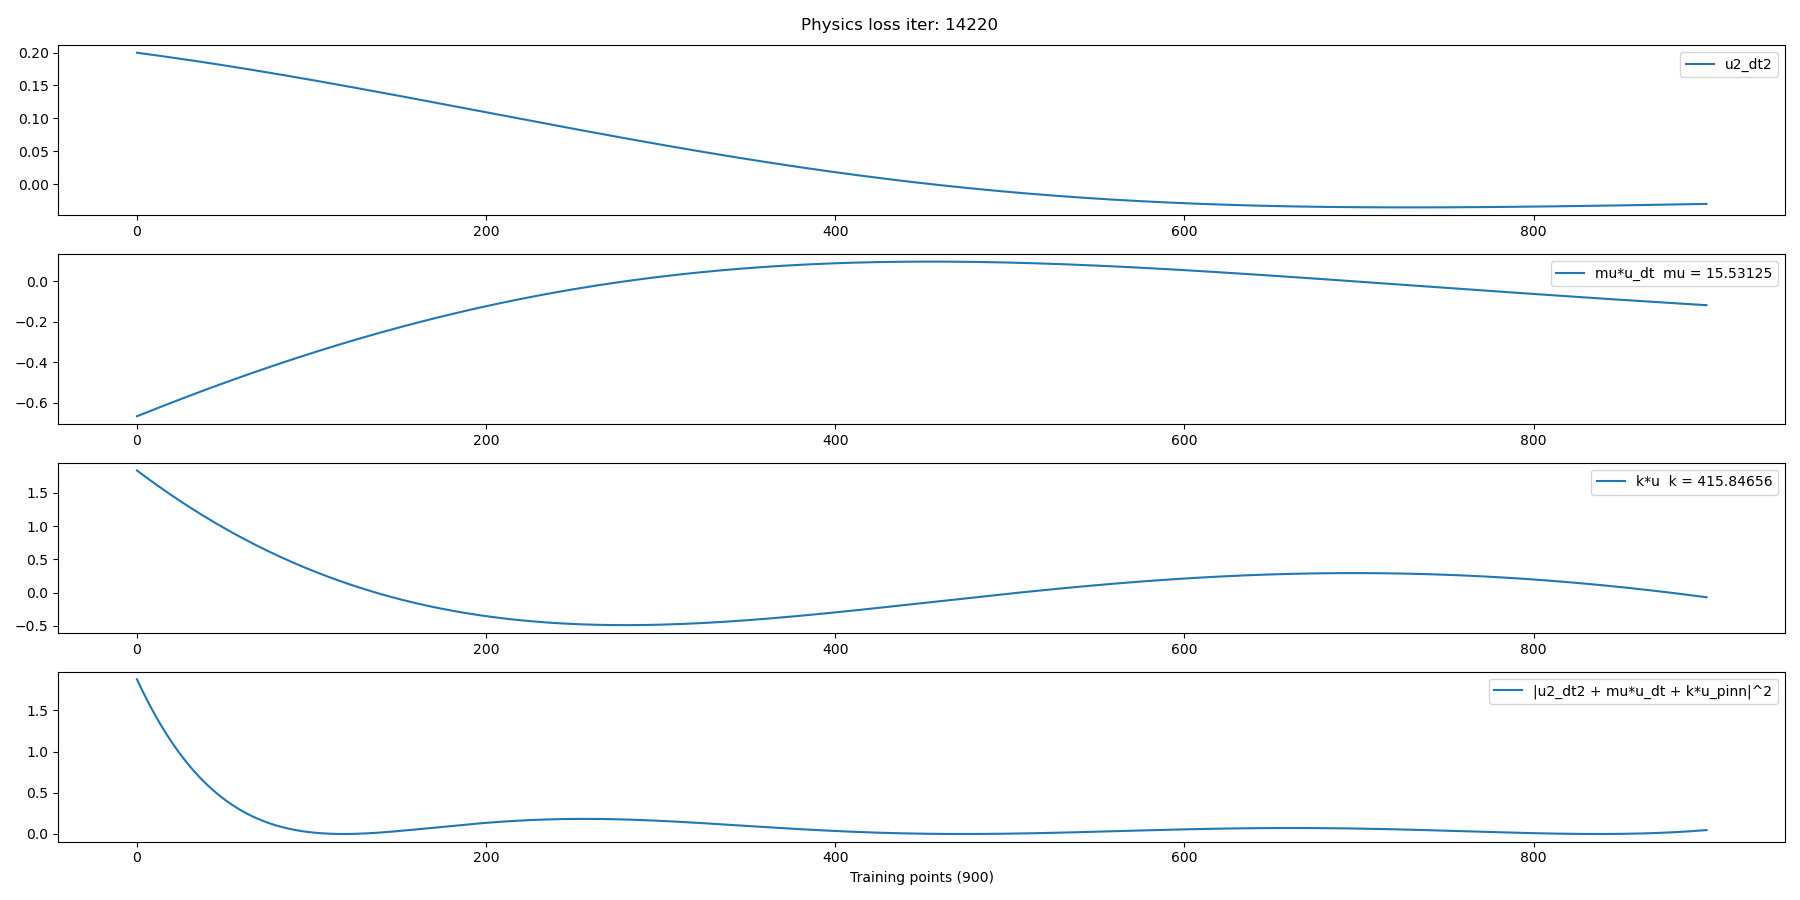 Physics loss iter: 14220
0.20
0.15
0.10
0.05
0.00
u2_dt2
0 200 400 600 800
0.0
−0.2
−0.4
−0.6
mu*u_dt  mu = 15.53125
0 200 400 600 800
1.5
1.0
0.5
0.0
−0.5
k*u  k = 415.84656
0 200 400 600 800
1.5
1.0
0.5
0.0
|u2_dt2 + mu*u_dt + k*u_pinn|^2
0 200 400 600 800
Training points (900)